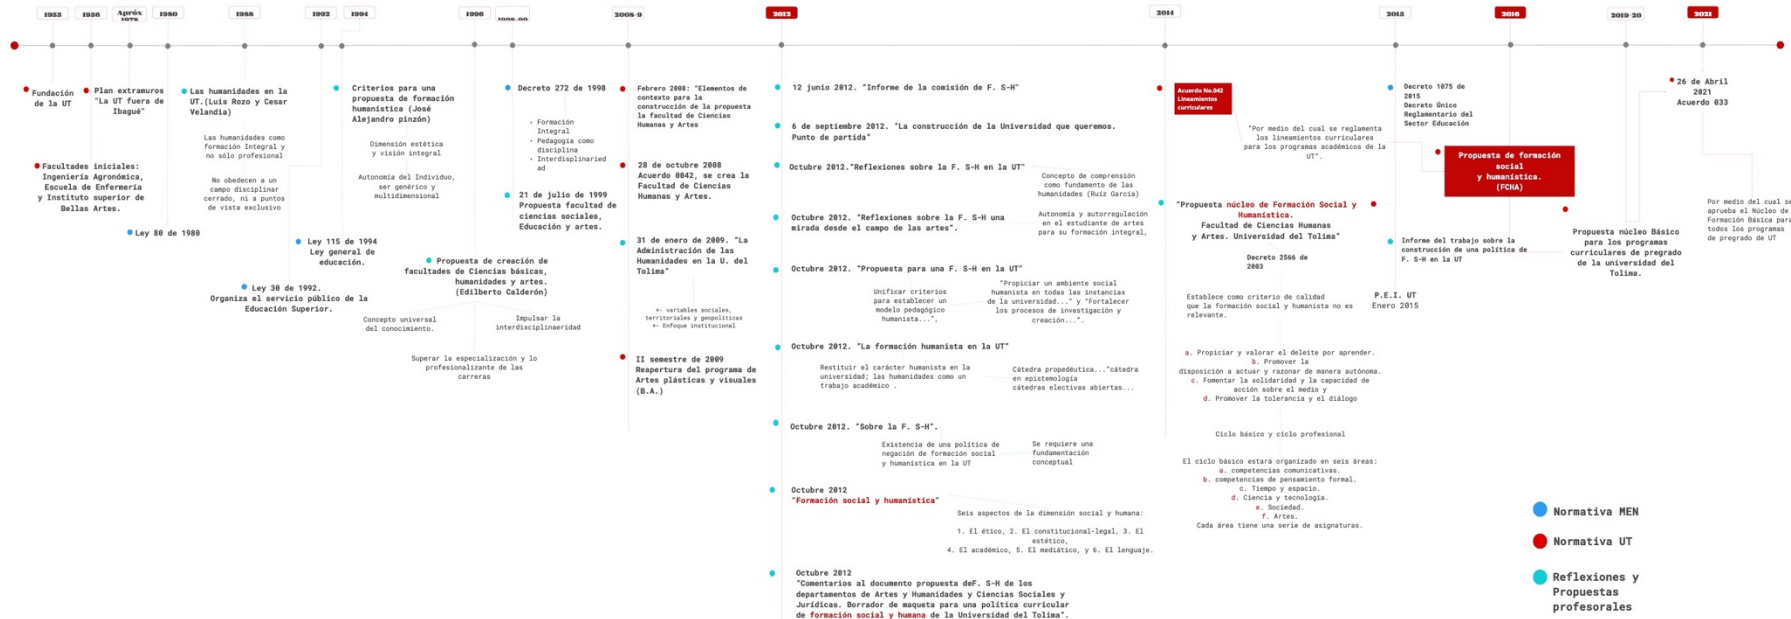 1955
1956
Apróx
1978
1980
1988
1992
1994
1996
1998-99
2008-9
2012
2014
2015
2016
2019-20
2021
Fundación
de la UT
Facultades iniciales:
Ingeniería Agronómica,
Escuela de Enfermería
y Instituto superior de
Bellas Artes.
Plan extramuros
"La UT fuera de
Ibagué"
Ley 80 de 1980
Las humanidades en la
UT.(Luis Rozo y Cesar
Velandia)
Las humanidades como
formación Integral y
no sólo profesional
No obedecen a un
campo disciplinar
cerrado, ni a puntos
de vista exclusivo
Ley 30 de 1992.
Organiza el servicio público de la
Educación Superior.
Ley 115 de 1994
Ley general de
educación.
Criterios para una
propuesta de formación
humanística (José
Alejandro pinzón)
Dimensión estética
y visión integral
Autonomía del Individuo,
ser genérico y
multidimensional
Propuesta de creación de
facultades de Ciencias básicas,
humanidades y artes.
(Edilberto Calderón)
Concepto universal
del conocimiento.
Impulsar la
interdisciplinaeridad
Superar la especialización y lo
profesionalizante de las
carreras
Decreto 272 de 1998
- Formación
Integral
- Pedagogía como
disciplina
- Interdisplinaried
ad
21 de julio de 1999
Propuesta facultad de
ciencias sociales,
Educación y artes.
Febrero 2008: "Elementos de
contexto para la
construcción de la propuesta
la facultad de Ciencias
Humanas y Artes
28 de octubre 2008
Acuerdo 0042, se crea la
Facultad de Ciencias
Humanas y Artes.
31 de enero de 2009. "La
Administración de las
Humanidades en la U. del
Tolima"
*- variables sociales,
territoriales y geopolíticas
*- Enfoque institucional
II semestre de 2009
Reapertura del programa de
Artes plásticas y visuales
(B.A.)
12 junio 2012. "Informe de la comisión de F. S-H"
6 de septiembre 2012. "La construcción de la Universidad que queremos.
Punto de partida"
Octubre 2012."Reflexiones sobre la F. S-H en la UT"
Concepto de comprensión
como fundamento de las
humanidades (Ruíz García)
Octubre 2012. "Reflexiones sobre la F. S-H una
mirada desde el campo de las artes".
Autonomía y autorregulación
en el estudiante de artes
para su formación integral,
Octubre 2012. "Propuesta para una F. S-H en la UT"
Unificar criterios
para establecer un
modelo pedagógico
humanista...",
"Propiciar un ambiente social
humanista en todas las instancias
de la universidad..." y "Fortalecer
los procesos de investigación y
creación...".
Octubre 2012. "La formación humanista en la UT"
Restituir el carácter humanista en la
universidad; las humanidades como un
trabajo académico .
Cátedra propedéutica..."cátedra
en epistemología
cátedras electivas abiertas...
Octubre 2012. "Sobre la F. S-H".
Existencia de una política de
negación de formación social
y humanística en la UT
Se requiere una
fundamentación
conceptual
Octubre 2012
"Formación social y humanística"
Seis aspectos de la dimensión social y humana:
1. El ético, 2. El constitucional-legal, 3. El
estético,
4. El académico, 5. El mediático, y 6. El lenguaje.
Octubre 2012
"Comentarios al documento propuesta deF. S-H de los
departamentos de Artes y Humanidades y Ciencias Sociales y
Jurídicas. Borrador de maqueta para una política curricular
de formación social y humana de la Universidad del Tolima".
Acuerdo No.042
Lineamientos
curriculares
"Por medio del cual se reglamenta
los lineamientos curriculares
para los programas académicos de la
UT".
"Propuesta núcleo de Formación Social y
Humanística.
Facultad de Ciencias Humanas
y Artes. Universidad del Tolima"
Decreto 2566 de
2003
Establece como criterio de calidad
que la formación social y humanista no es
relevante.
a. Propiciar y valorar el deleite por aprender.
b. Promover la
disposición a actuar y razonar de manera autónoma.
c. Fomentar la solidaridad y la capacidad de
acción sobre el medio y
d. Promover la tolerancia y el diálogo
Ciclo básico y ciclo profesional
El ciclo básico estará organizado en seis áreas:
a. competencias comunicativas.
b. competencias de pensamiento formal.
c. Tiempo y espacio.
d. Ciencia y tecnología.
e. Sociedad.
f. Artes.
Cada área tiene una serie de asignaturas.
Decreto 1075 de
2015
Decreto Único
Reglamentario del
Sector Educación
Informe del trabajo sobre la
construcción de una política de
F. S-H en la UT
P.E.I. UT
Enero 2015
Propuesta de formación
social
y humanística.
(FCHA)
Propuesta núcleo Básico
para los programas
curriculares de pregrado
de la universidad del
Tolima.
26 de Abril
2021
Acuerdo 033
Por medio del cual se
aprueba el Núcleo de
Formación Básica para
todos los programas
de pregrado de UT
Normativa MEN
Normativa UT
Reflexiones y
Propuestas
profesorales